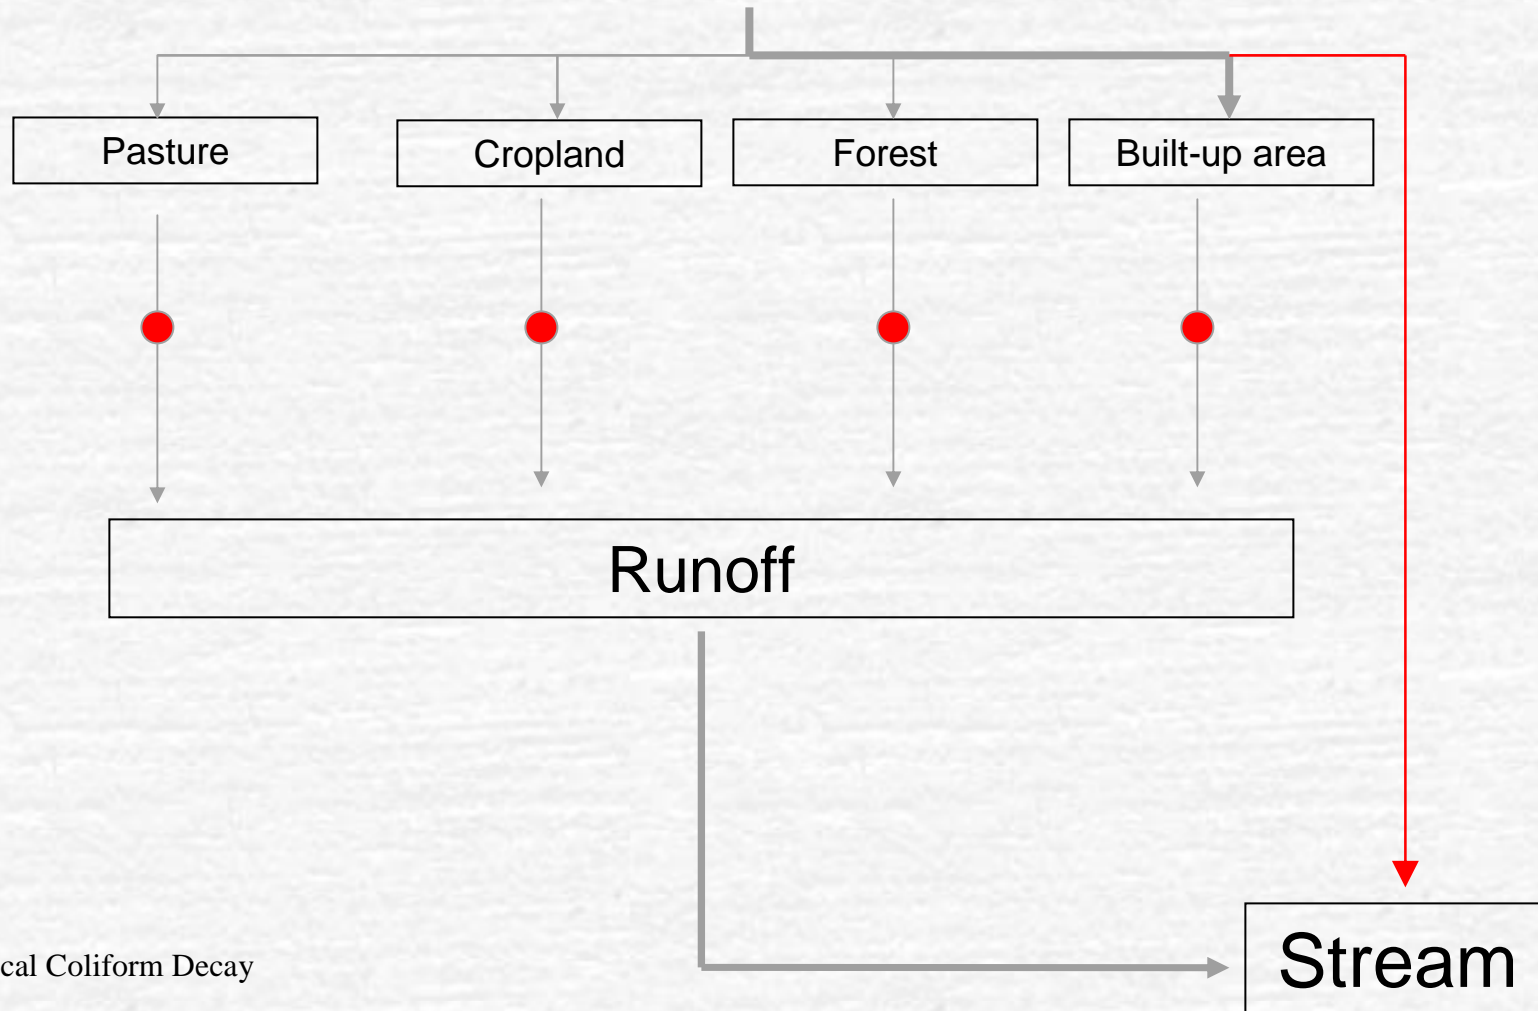 Pasture
Cropland
Forest
Built-up area
Runoff
Stream
cal Coliform Decay